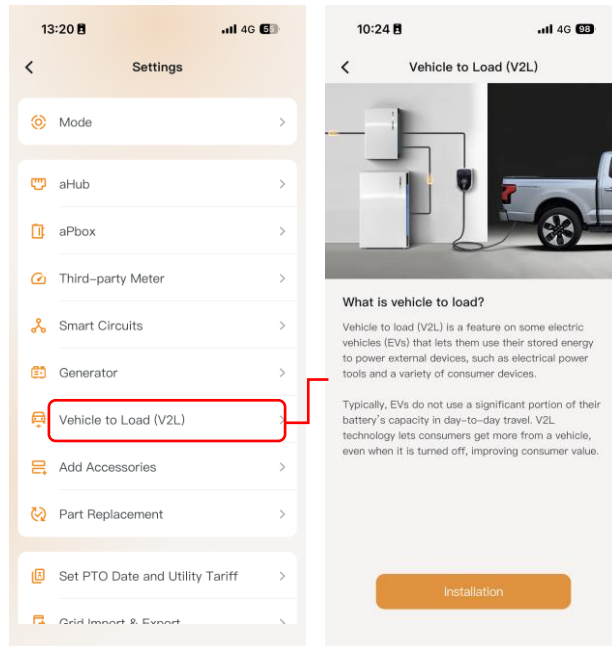 13:20
4G 55
Settings
Mode
aHub
aPbox
Third-party Meter
Smart Circuits
Generator
Vehicle to Load (V2L)
Add Accessories
Part Replacement
Set PTO Date and Utility Tariff
Grid Import & Export
10:24
4G 98
Vehicle to Load (V2L)
What is vehicle to load?
Vehicle to load (V2L) is a feature on some electric
vehicles (EVs) that lets them use their stored energy
to power external devices, such as electrical power
tools and a variety of consumer devices.
Typically, EVs do not use a significant portion of their
battery's capacity in day-to-day travel. V2L
technology lets consumers get more from a vehicle,
even when it is turned off, improving consumer value.
Installation